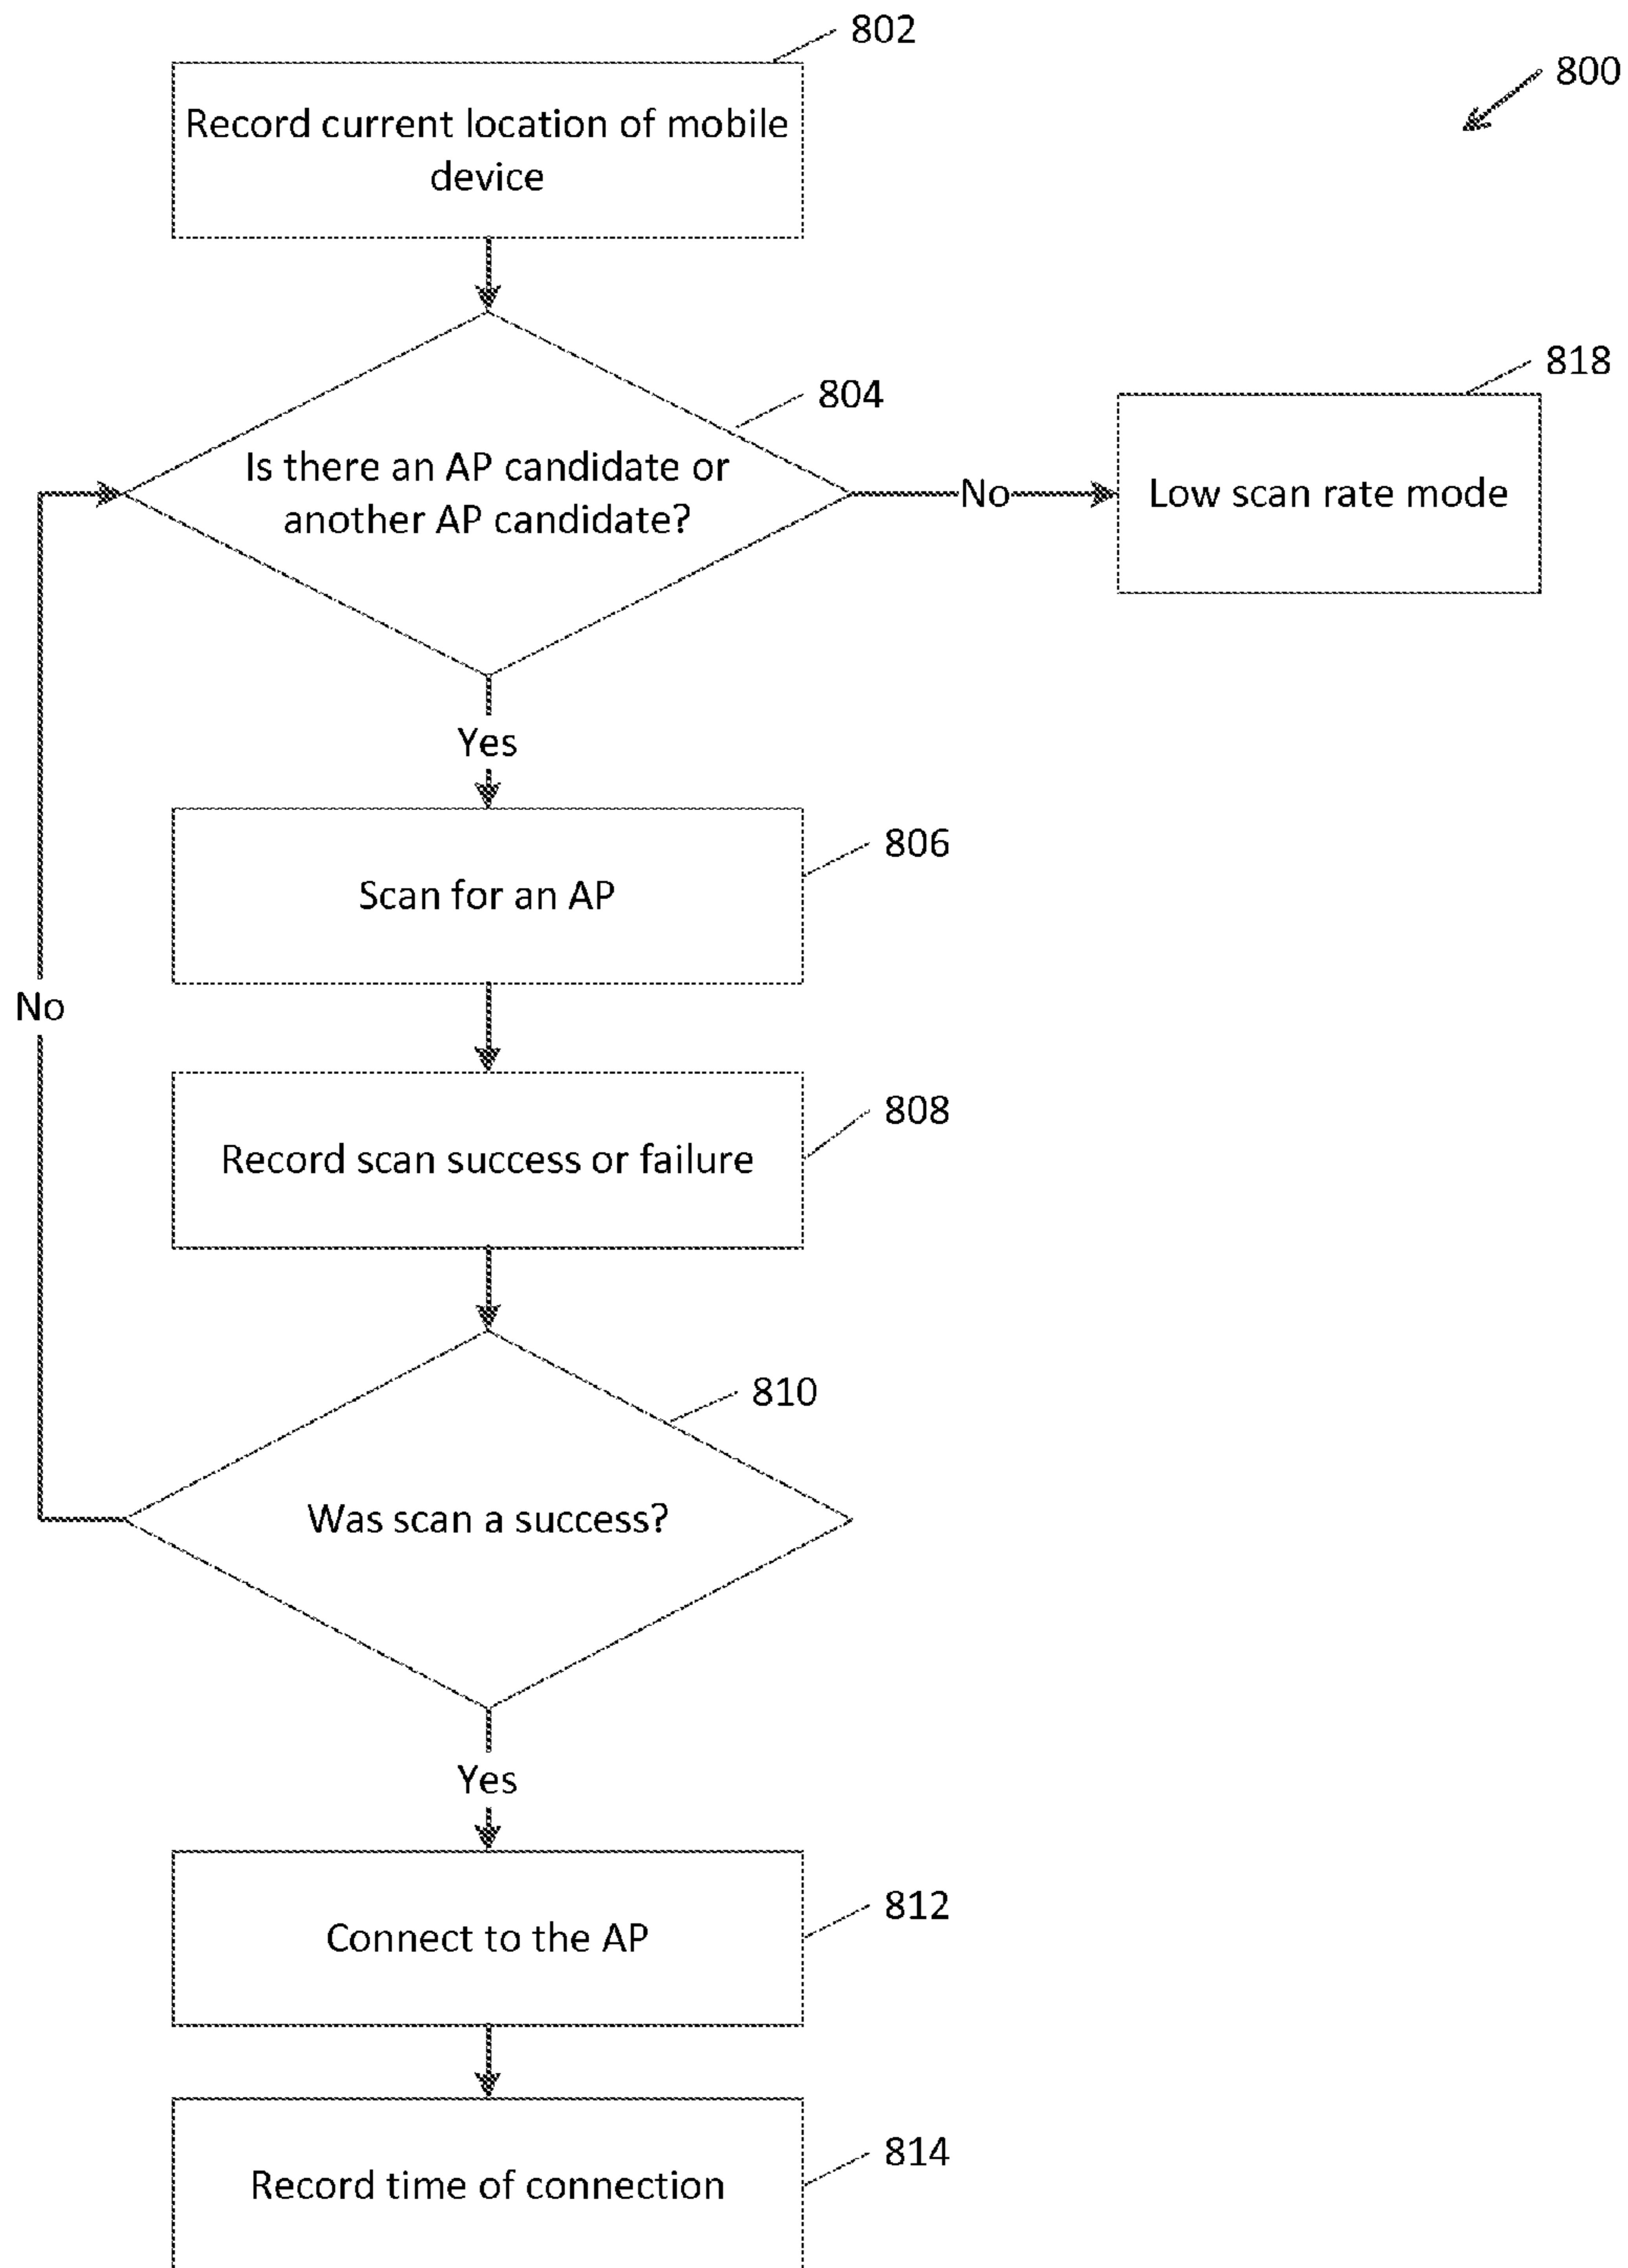 802
800
Record current location of mobile
device
804
818
Is there an AP candidate or
another AP candidate?
No
Low scan rate mode
Yes
806
Scan for an AP
No
808
Record scan success or failure
810
Was scan a success?
Yes
812
Connect to the AP
814
Record time of connection